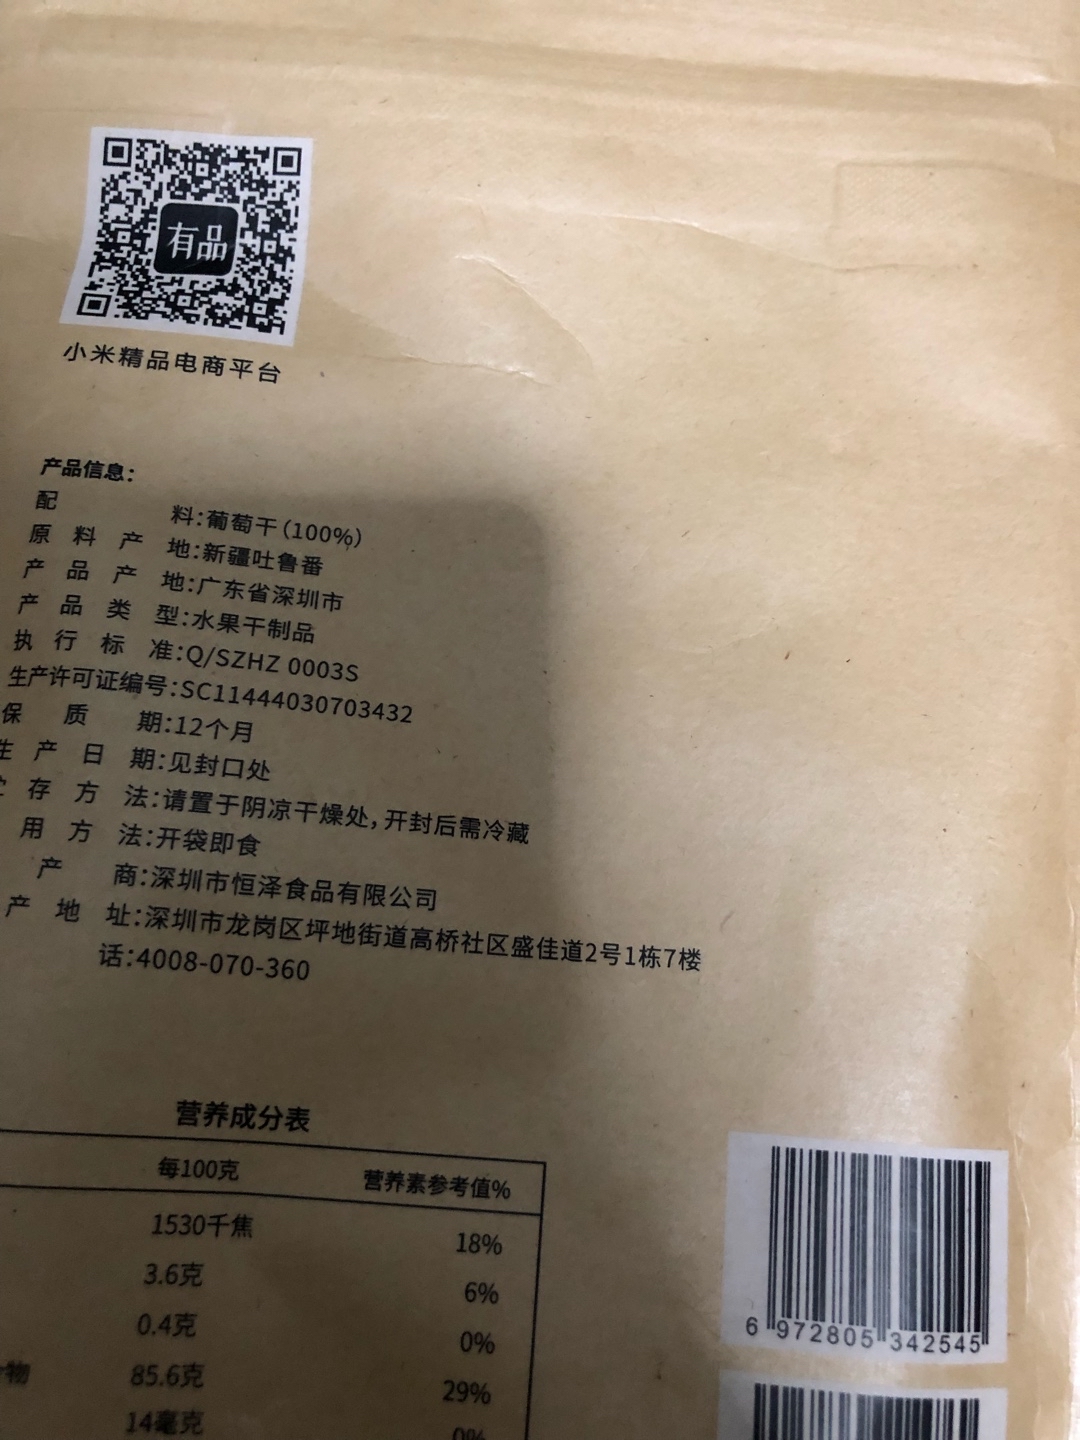 有品
小米精品电商平台
产品信息：
配 料：葡萄干（100%）
原料产地：新疆吐鲁番
产品产地：广东省深圳市
产品类型：水果干制品
执行标准：Q/SZHZ 0003S
生产许可证编号：SC11444030703432
保质期：12个月
生产日期：见封口处
存方法：请置于阴凉干燥处，开封后需冷藏
用方法：开袋即食
产商：深圳市恒泽食品有限公司
产地址：深圳市龙岗区坪地街道高桥社区盛佳道2号1栋7楼
话：4008-070-360
营养成分表
每100克 营养素参考值%
1530千焦 18%
3.6克 6%
0.4克 0%
物 85.6克 29%
14毫克 0%
6 972805 342545